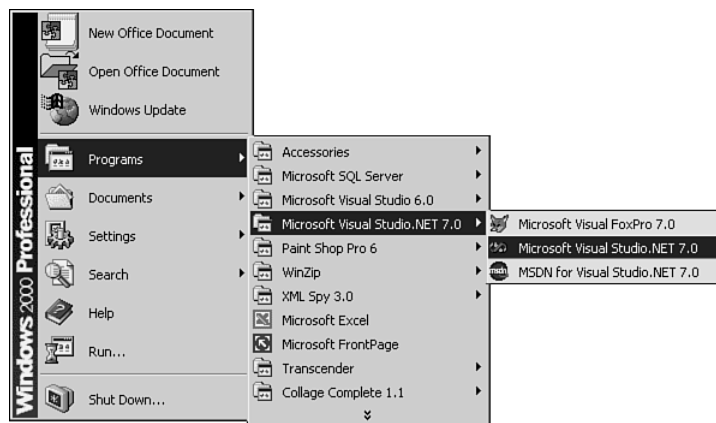 New Office Document
Open Office Document
Windows Update
Programs
Documents
Settings
Search
Help
Run...
Shut Down...
Windows 2000 Professional
Accessories
Microsoft SQL Server
Microsoft Visual Studio 6.0
Microsoft Visual Studio.NET 7.0
Paint Shop Pro 6
WinZip
XML Spy 3.0
Microsoft Excel
Microsoft FrontPage
Transcender
Collage Complete 1.1
Microsoft Visual FoxPro 7.0
Microsoft Visual Studio.NET 7.0
msdn
MSDN for Visual Studio.NET 7.0